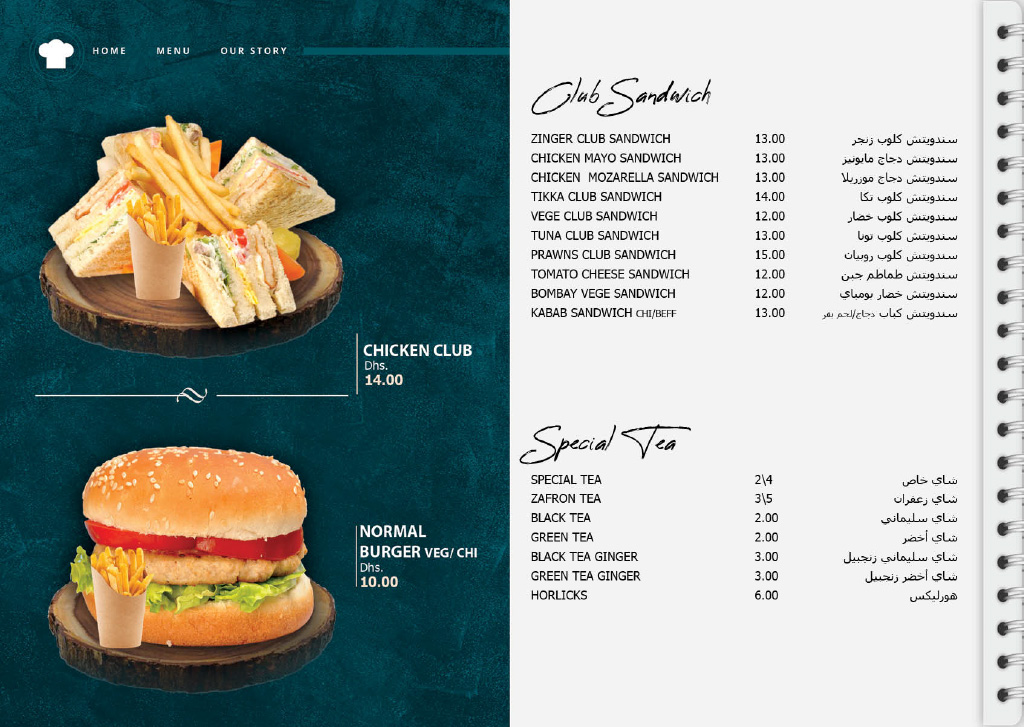 HOME MENU OUR STORY
CHICKEN CLUB
Dhs.
14.00
NORMAL
BURGER VEG/ CHI
Dhs.
10.00
Club Sandwich
ZINGER CLUB SANDWICH 13.00 سندويتش كلوب زنجر
CHICKEN MAYO SANDWICH 13.00 سندويتش دجاج مايونيز
CHICKEN MOZARELLA SANDWICH 13.00 سندويتش دجاج موزريلا
TIKKA CLUB SANDWICH 14.00 سندويتش كلوب تكا
VEGE CLUB SANDWICH 12.00 سندويتش كلوب خضار
TUNA CLUB SANDWICH 13.00 سندويتش كلوب تونا
PRAWNS CLUB SANDWICH 15.00 سندويتش كلوب روبيان
TOMATO CHEESE SANDWICH 12.00 سندويتش طماطم جبن
BOMBAY VEGE SANDWICH 12.00 سندويتش خضار بومباي
KABAB SANDWICH CHI/BEFF 13.00 سندويتش كباب دجاج/لحم بقر
Special Tea
SPECIAL TEA 2\4 شاي خاص
ZAFRON TEA 3\5 شاي زعفران
BLACK TEA 2.00 شاي سليماني
GREEN TEA 2.00 شاي أخضر
BLACK TEA GINGER 3.00 شاي سليماني زنجبيل
GREEN TEA GINGER 3.00 شاي أخضر زنجبيل
HORLICKS 6.00 هورليكس